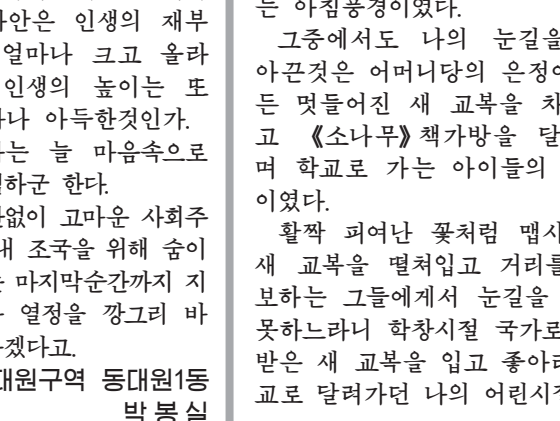 안은 인생의 재부
얼마나 크고 올라
인생의 높이는 또
나 아득한것인가.
는 늘 마음속으로
하군 한다.
없이 고마운 사회주
내 조국을 위해 숨이
마지막순간까지 지
열정을 깡그리 바
겠다고.
대원구역 동대원1동
박봉실
는 아침풍경이였다.
그중에서도 나의 눈길을
아끈것은 어머니당의 은정이
든 멋들어진 새 교복을 차
고 《소나무》책가방을 달
며 학교로 가는 아이들의
이였다.
활짝 피여난 꽃처럼 맵시
새 교복을 떨쳐입고 거리를
보하는 그들에게서 눈길을
못하느라니 학창시절 국가로
받은 새 교복을 입고 좋아라
교로 달려가던 나의 어린시절